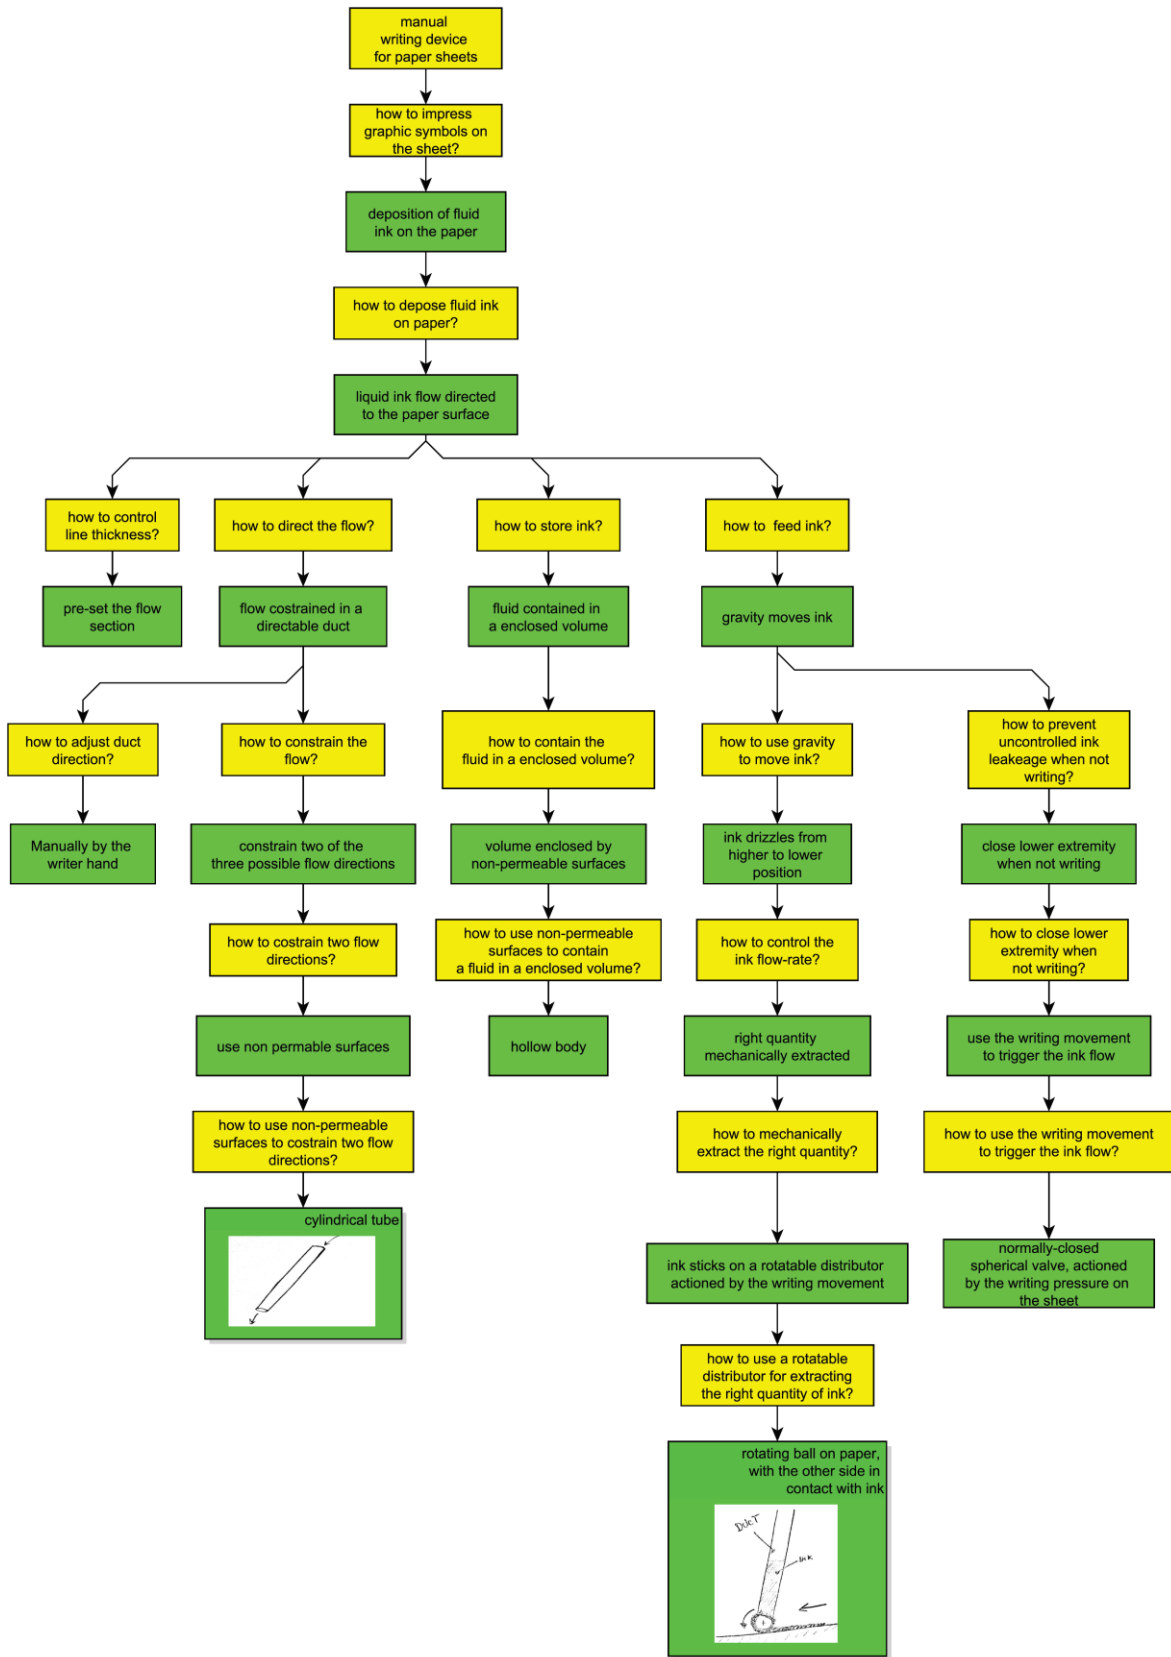 manual
writing device
for paper sheets
how to impress
graphic symbols on
the sheet?
deposition of fluid
ink on the paper
how to depose fluid ink
on paper?
liquid ink flow directed
to the paper surface
how to control
line thickness?
how to direct the flow?
how to store ink?
how to  feed ink?
pre-set the flow
section
flow costrained in a
directable duct
fluid contained in
a enclosed volume
gravity moves ink
how to adjust duct
direction?
how to constrain the
flow?
how to contain the
fluid in a enclosed volume?
how to use gravity
to move ink?
how to prevent
uncontrolled ink
leakeage when not
writing?
Manually by the
writer hand
constrain two of the
three possible flow directions
volume enclosed by
non-permeable surfaces
ink drizzles from
higher to lower
position
close lower extremity
when not writing
how to costrain two flow
directions?
how to use non-permeable
surfaces to contain
a fluid in a enclosed volume?
how to control the
ink flow-rate?
how to close lower
extremity when
not writing?
use non permable surfaces
hollow body
right quantity
mechanically extracted
use the writing movement
to trigger the ink flow
how to use non-permeable
surfaces to costrain two flow
directions?
how to mechanically
extract the right quantity?
how to use the writing movement
to trigger the ink flow?
cylindrical tube
ink sticks on a rotatable distributor
actioned by the writing movement
normally-closed
spherical valve, actioned
by the writing pressure on
the sheet
how to use a rotatable
distributor for extracting
the right quantity of ink?
rotating ball on paper,
with the other side in
contact with ink
DUCT
INK